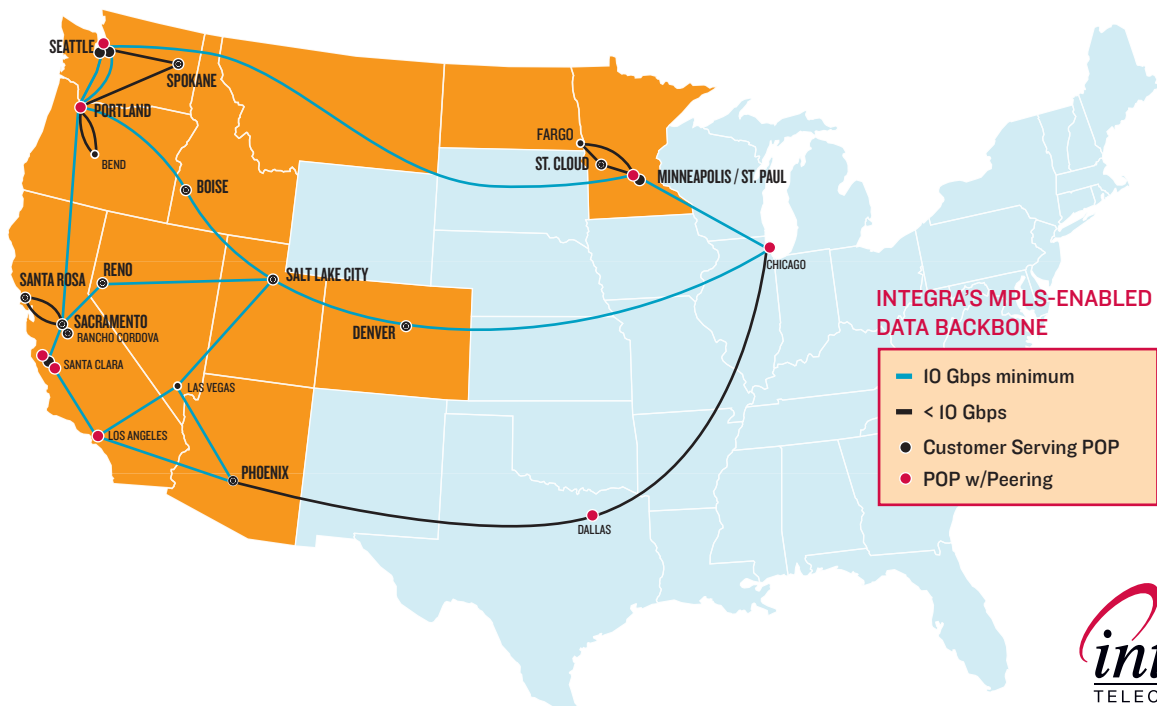 SEATTLE
SPOKANE
PORTLAND
BEND
BOISE
FARGO
ST. CLOUD
MINNEAPOLIS / ST. PAUL
CHICAGO
SANTA ROSA
RENO
SALT LAKE CITY
SACRAMENTO
RANCHO CORDOVA
DENVER
SANTA CLARA
LAS VEGAS
LOS ANGELES
PHOENIX
DALLAS
INTEGRA'S MPLS-ENABLED
DATA BACKBONE
10 Gbps minimum
< 10 Gbps
Customer Serving POP
POP w/Peering